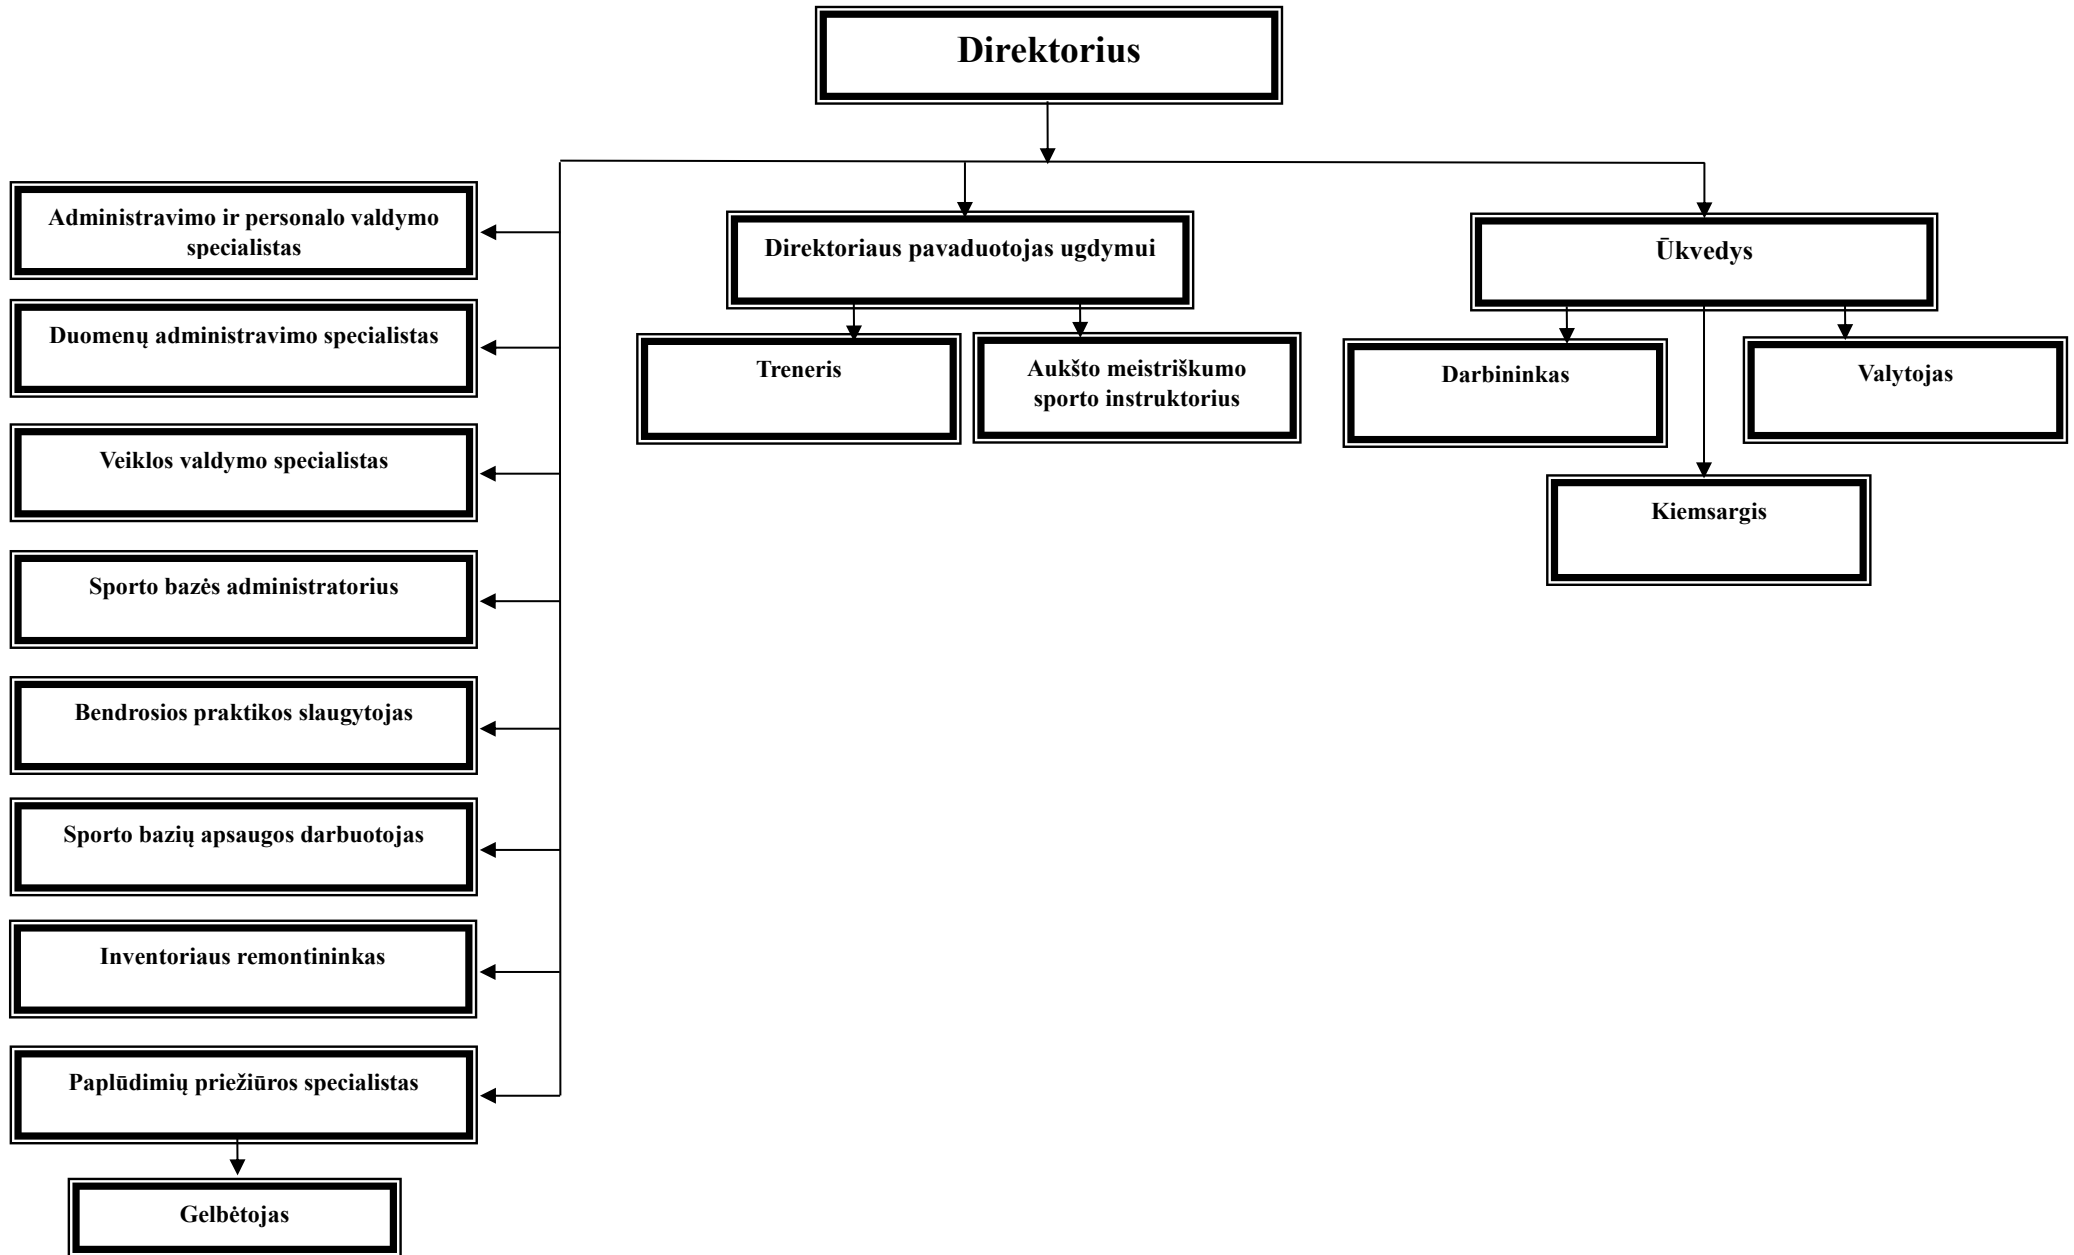 Direktorius
Administravimo ir personalo valdymo
specialistas
Direktoriaus pavaduotojas ugdymui
Ūkvedys
Duomenų administravimo specialistas
Treneris
Aukšto meistriškumo
sporto instruktorius
Darbininkas
Valytojas
Veiklos valdymo specialistas
Kiemsargis
Sporto bazės administratorius
Bendrosios praktikos slaugytojas
Sporto bazių apsaugos darbuotojas
Inventoriaus remontininkas
Paplūdimių priežiūros specialistas
Gelbėtojas